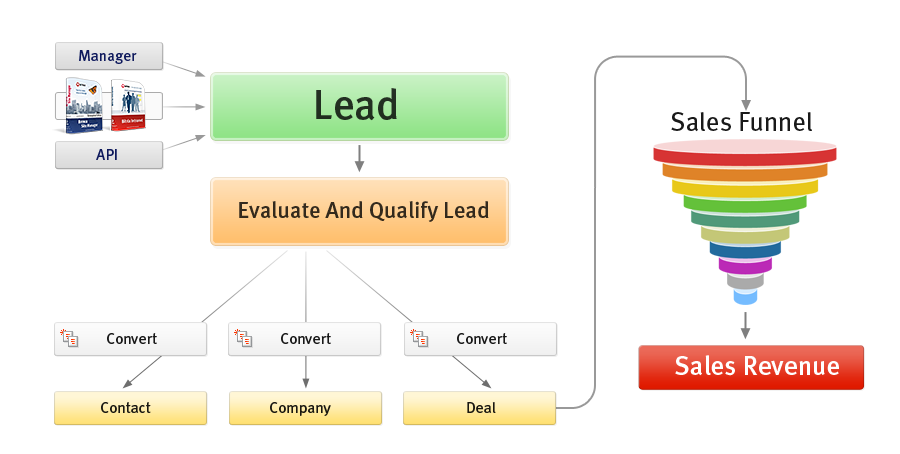 Manager
API
Lead
Evaluate And Qualify Lead
Convert
Convert
Convert
Contact
Company
Deal
Sales Funnel
Sales Revenue